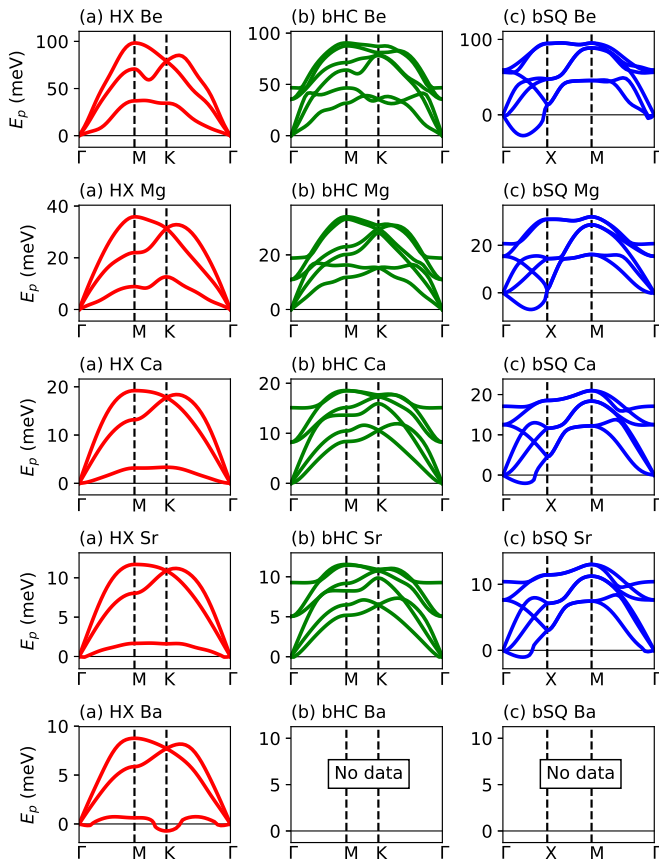 (a) HX Be (b) bHC Be (c) bSQ Be
E_p (meV)
100
50
0
Γ M K Γ
100
50
0
Γ M K Γ
100
0
Γ X M Γ
(a) HX Mg (b) bHC Mg (c) bSQ Mg
E_p (meV)
40
20
0
Γ M K Γ
20
0
Γ M K Γ
20
0
Γ X M Γ
(a) HX Ca (b) bHC Ca (c) bSQ Ca
E_p (meV)
20
10
0
Γ M K Γ
20
10
0
Γ M K Γ
20
10
0
Γ X M Γ
(a) HX Sr (b) bHC Sr (c) bSQ Sr
E_p (meV)
10
5
0
Γ M K Γ
10
5
0
Γ M K Γ
10
0
Γ X M Γ
(a) HX Ba (b) bHC Ba (c) bSQ Ba
E_p (meV)
10
5
0
Γ M K Γ
10
5
0
No data
Γ M K Γ
10
5
0
No data
Γ X M Γ